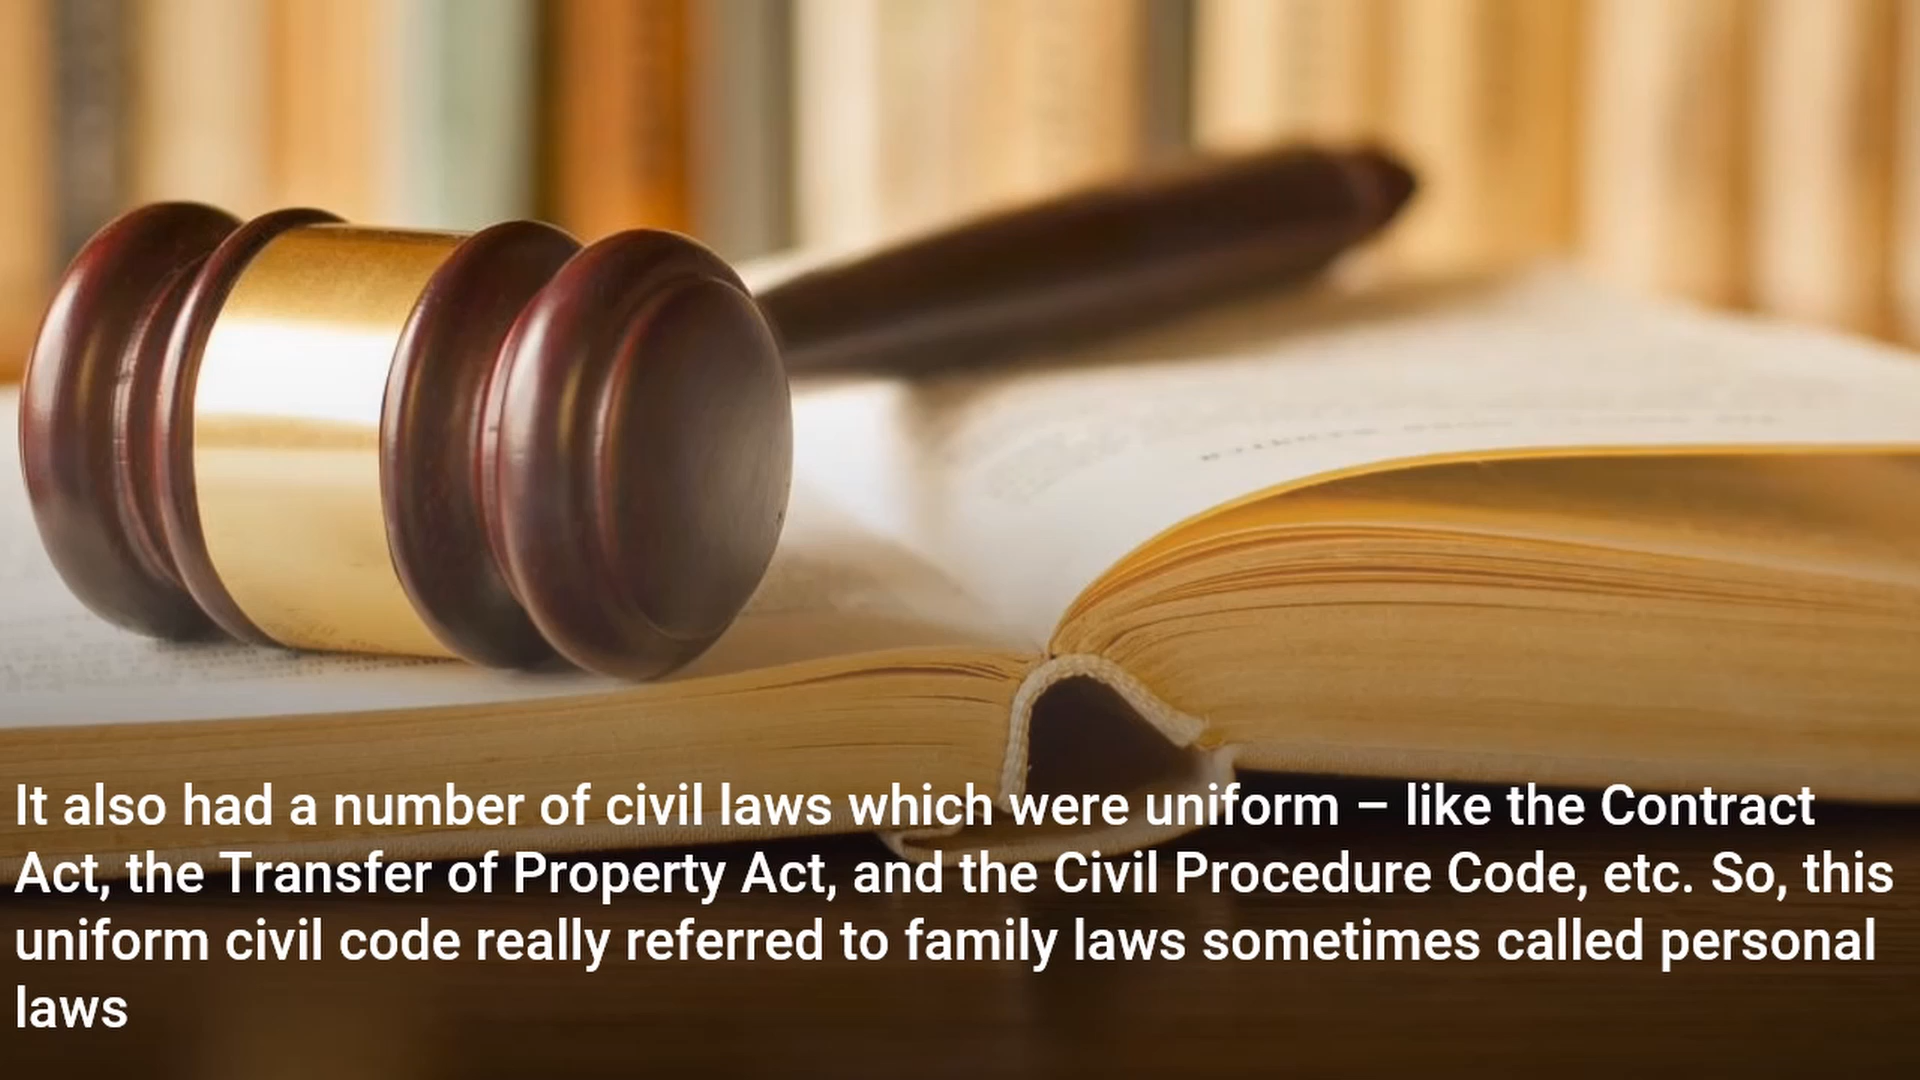 It also had a number of civil laws which were uniform – like the Contract
Act, the Transfer of Property Act, and the Civil Procedure Code, etc. So, this
uniform civil code really referred to family laws sometimes called personal
laws